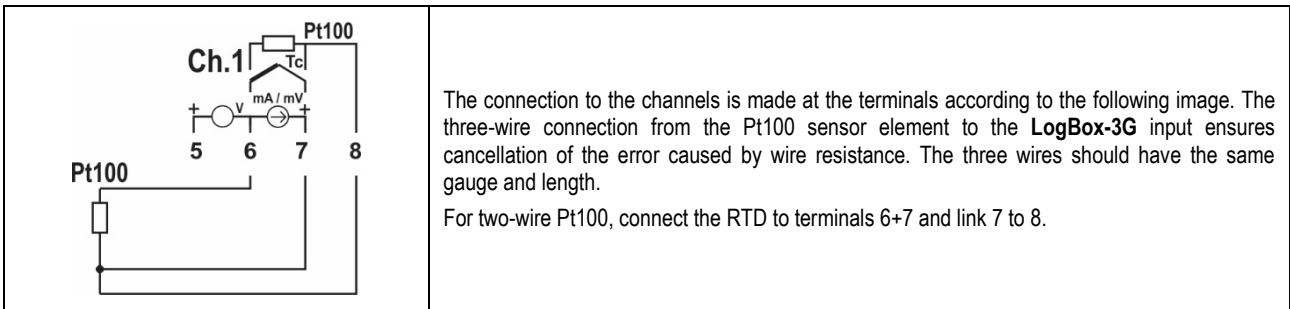 Pt100
Ch.1
Tc
mA / mV
+
V
+
5 6 7 8
Pt100
The connection to the channels is made at the terminals according to the following image. The
three-wire connection from the Pt100 sensor element to the LogBox-3G input ensures
cancellation of the error caused by wire resistance. The three wires should have the same
gauge and length.
For two-wire Pt100, connect the RTD to terminals 6+7 and link 7 to 8.